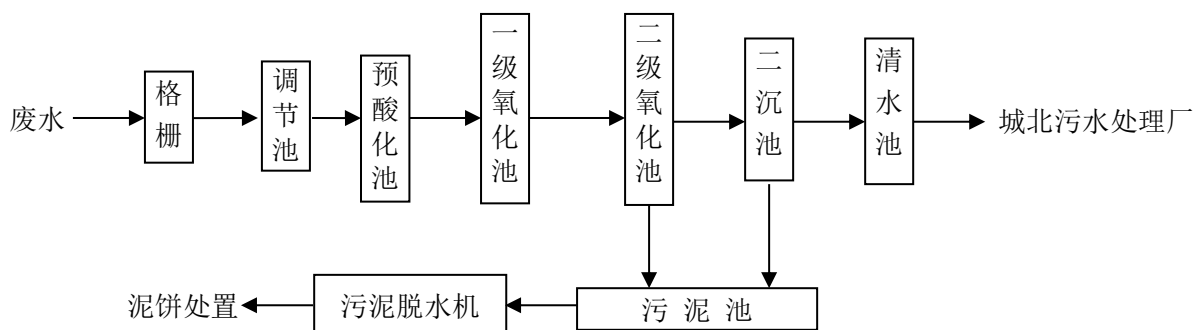 废水
格栅
调节池
预酸化池
一级氧化池
二级氧化池
二沉池
清水池
城北污水处理厂
泥饼处置
污泥脱水机
污 泥 池